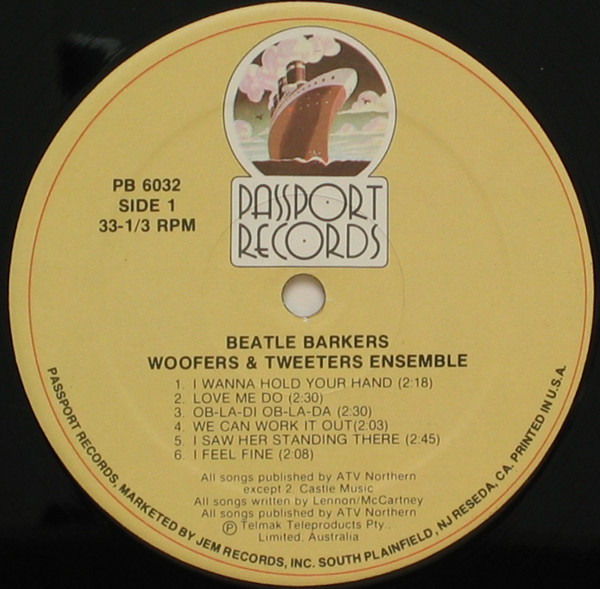 PB 6032
SIDE 1
33-1/3 RPM
PASSPORT
RECORDS
BEATLE BARKERS
WOOFERS & TWEETERS ENSEMBLE
1. I WANNA HOLD YOUR HAND (2:18)
2. LOVE ME DO (2:30)
3. OB-LA-DI OB-LA-DA (2:30)
4. WE CAN WORK IT OUT(2:03)
5. I SAW HER STANDING THERE (2:45)
6. I FEEL FINE (2:08)
All songs published by ATV Northern
except 2. Castle Music
All songs written by Lennon/McCartney
All songs published by ATV Northern
Ⓟ Telmak Teleproducts Pty.,
Limited, Australia
PASSPORT RECORDS, MARKETED BY JEM RECORDS, INC. SOUTH PLAINFIELD, NJ RESEDA, CA. PRINTED IN U.S.A.